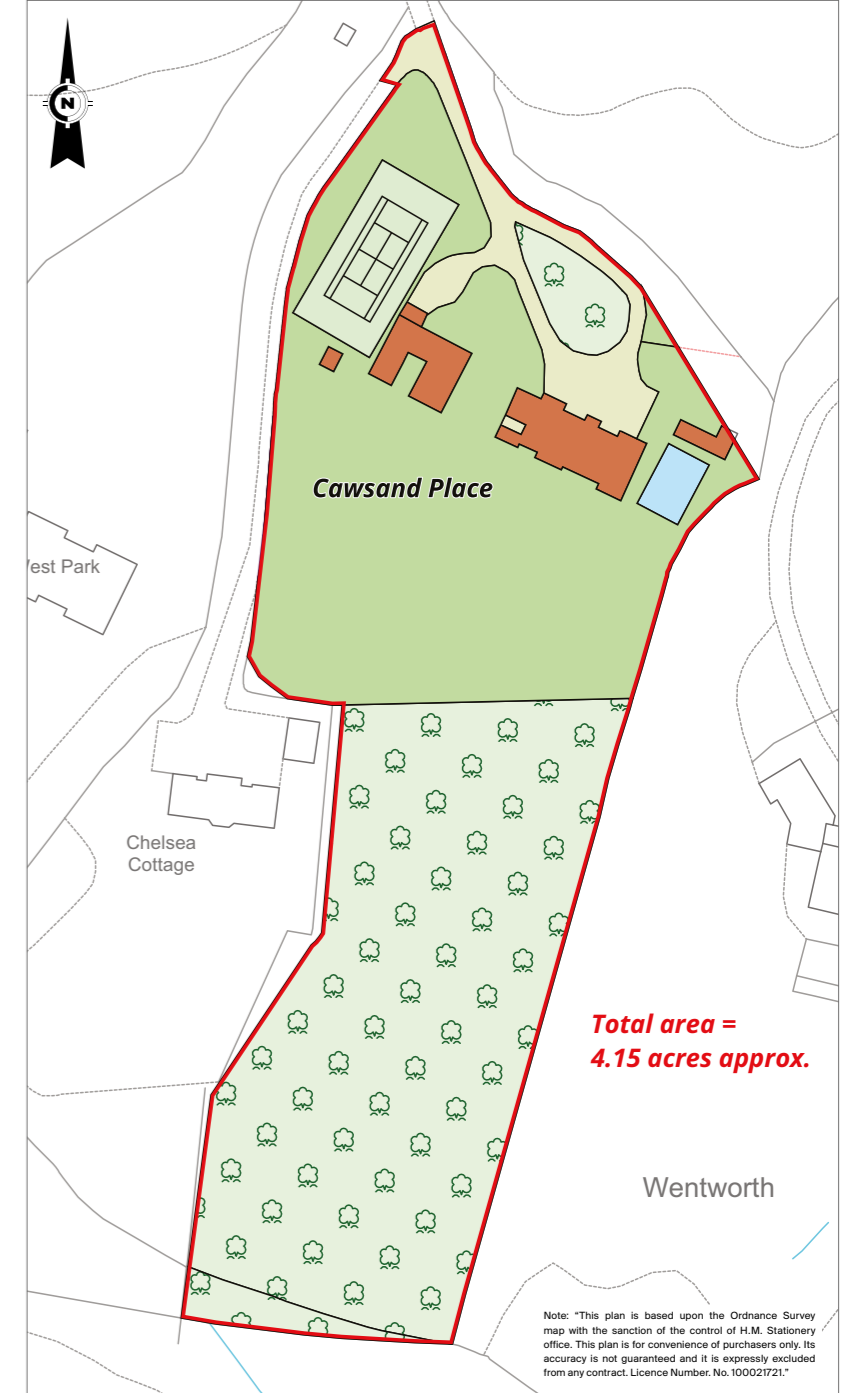 N
Cawsand Place
West Park
Chelsea
Cottage
Total area =
4.15 acres approx.
Wentworth
Note: “This plan is based upon the Ordnance Survey
map with the sanction of the control of H.M. Stationery
office. This plan is for convenience of purchasers only. Its
accuracy is not guaranteed and it is expressly excluded
from any contract. Licence Number. No. 100021721.”